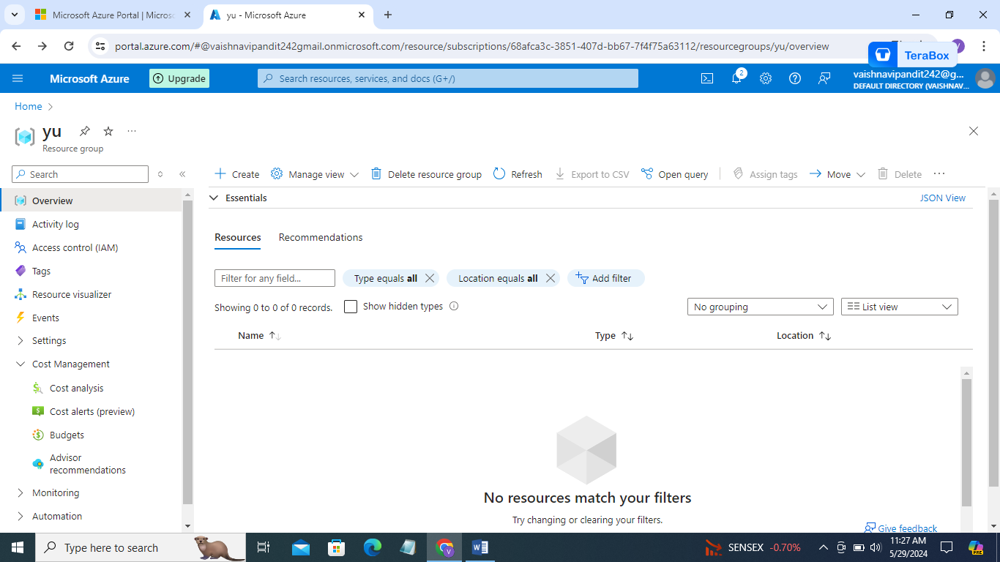 Microsoft Azure Portal | Micros
yu - Microsoft Azure
portal.azure.com/#@vaishnavipandit242gmail.onmicrosoft.com/resource/subscriptions/68afca3c-3851-407d-bb67-7f4f75a63112/resourcegroups/yu/overview
V
TeraBox
Microsoft Azure
Upgrade
Search resources, services, and docs (G+/)
2
vaishnavipandit242@g...
DEFAULT DIRECTORY (VAISHNAV...
Home
yu
Resource group
Search
Create
Manage view
Delete resource group
Refresh
Export to CSV
Open query
Assign tags
Move
Delete
Overview
Activity log
Access control (IAM)
Tags
Resource visualizer
Events
Settings
Cost Management
Cost analysis
Cost alerts (preview)
Budgets
Advisor
recommendations
Monitoring
Automation
Essentials
JSON View
Resources
Recommendations
Filter for any field...
Type equals all
Location equals all
Add filter
Showing 0 to 0 of 0 records.
Show hidden types
No grouping
List view
Name
Type
Location
No resources match your filters
Try changing or clearing your filters.
Give feedback
Type here to search
V
SENSEX -0.70%
11:27 AM
5/29/2024
PRE